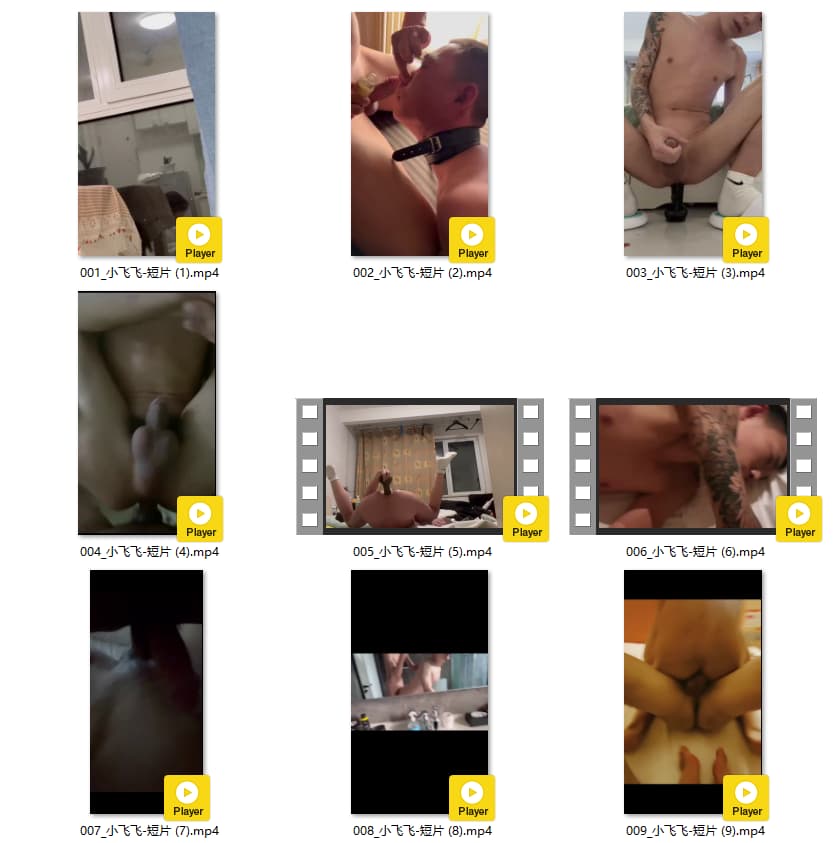 Player
Player
Player
001_小飞飞-短片 (1).mp4
002_小飞飞-短片 (2).mp4
003_小飞飞-短片 (3).mp4
Player
Player
Player
004_小飞飞-短片 (4).mp4
005_小飞飞-短片 (5).mp4
006_小飞飞-短片 (6).mp4
Player
Player
Player
007_小飞飞-短片 (7).mp4
008_小飞飞-短片 (8).mp4
009_小飞飞-短片 (9).mp4